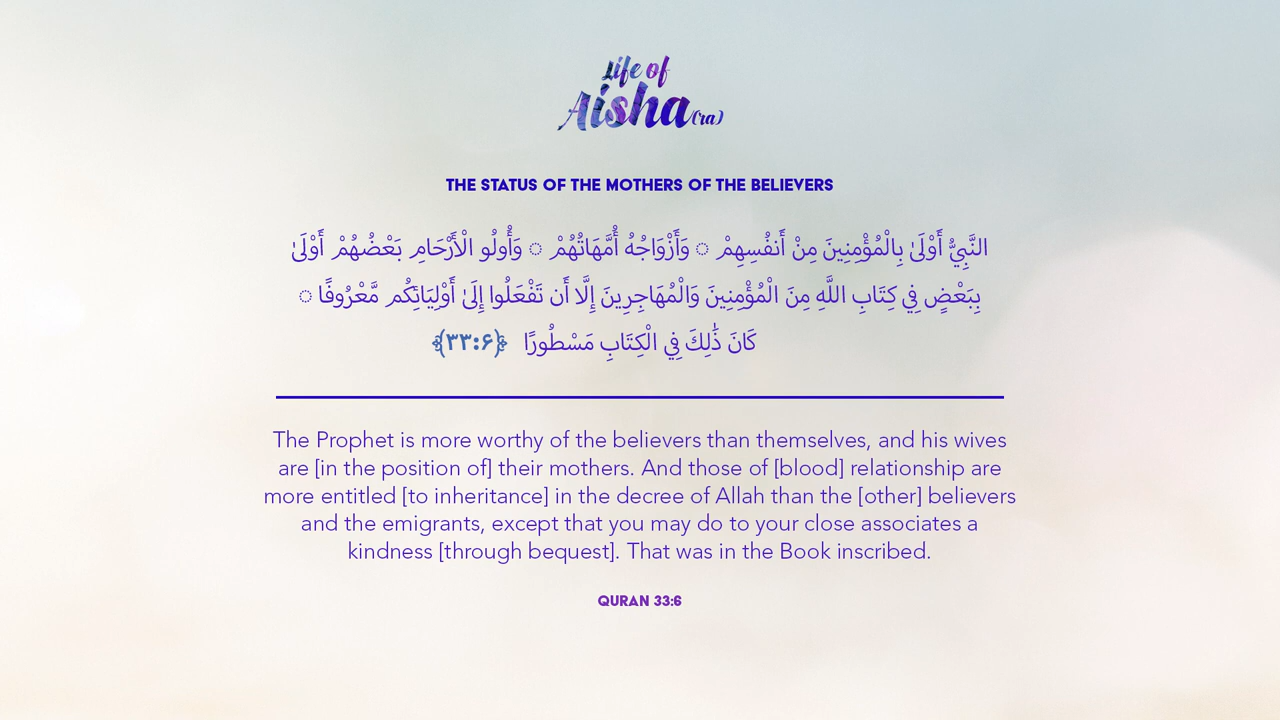 Life of
Aisha (ra)
THE STATUS OF THE MOTHERS OF THE BELIEVERS
النَّبِيُّ أَوْلَىٰ بِالْمُؤْمِنِينَ مِنْ أَنفُسِهِمْ ۖ وَأَزْوَاجُهُ أُمَّهَاتُهُمْ ۗ وَأُولُو الْأَرْحَامِ بَعْضُهُمْ أَوْلَىٰ
بِبَعْضٍ فِي كِتَابِ اللَّهِ مِنَ الْمُؤْمِنِينَ وَالْمُهَاجِرِينَ إِلَّا أَن تَفْعَلُوا إِلَىٰ أَوْلِيَائِكُم مَّعْرُوفًا ۚ
كَانَ ذَٰلِكَ فِي الْكِتَابِ مَسْطُورًا ﴿٣٣:۶﴾
The Prophet is more worthy of the believers than themselves, and his wives
are [in the position of] their mothers. And those of [blood] relationship are
more entitled [to inheritance] in the decree of Allah than the [other] believers
and the emigrants, except that you may do to your close associates a
kindness [through bequest]. That was in the Book inscribed.
QURAN 33:6